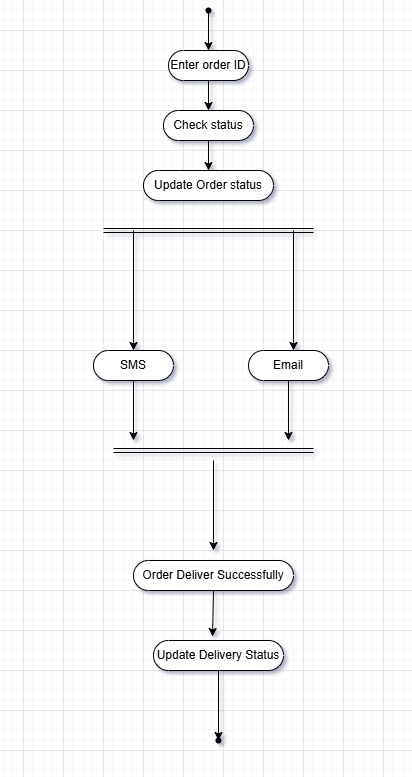 Enter order ID
Check status
Update Order status
SMS
Email
Order Deliver Successfully
Update Delivery Status